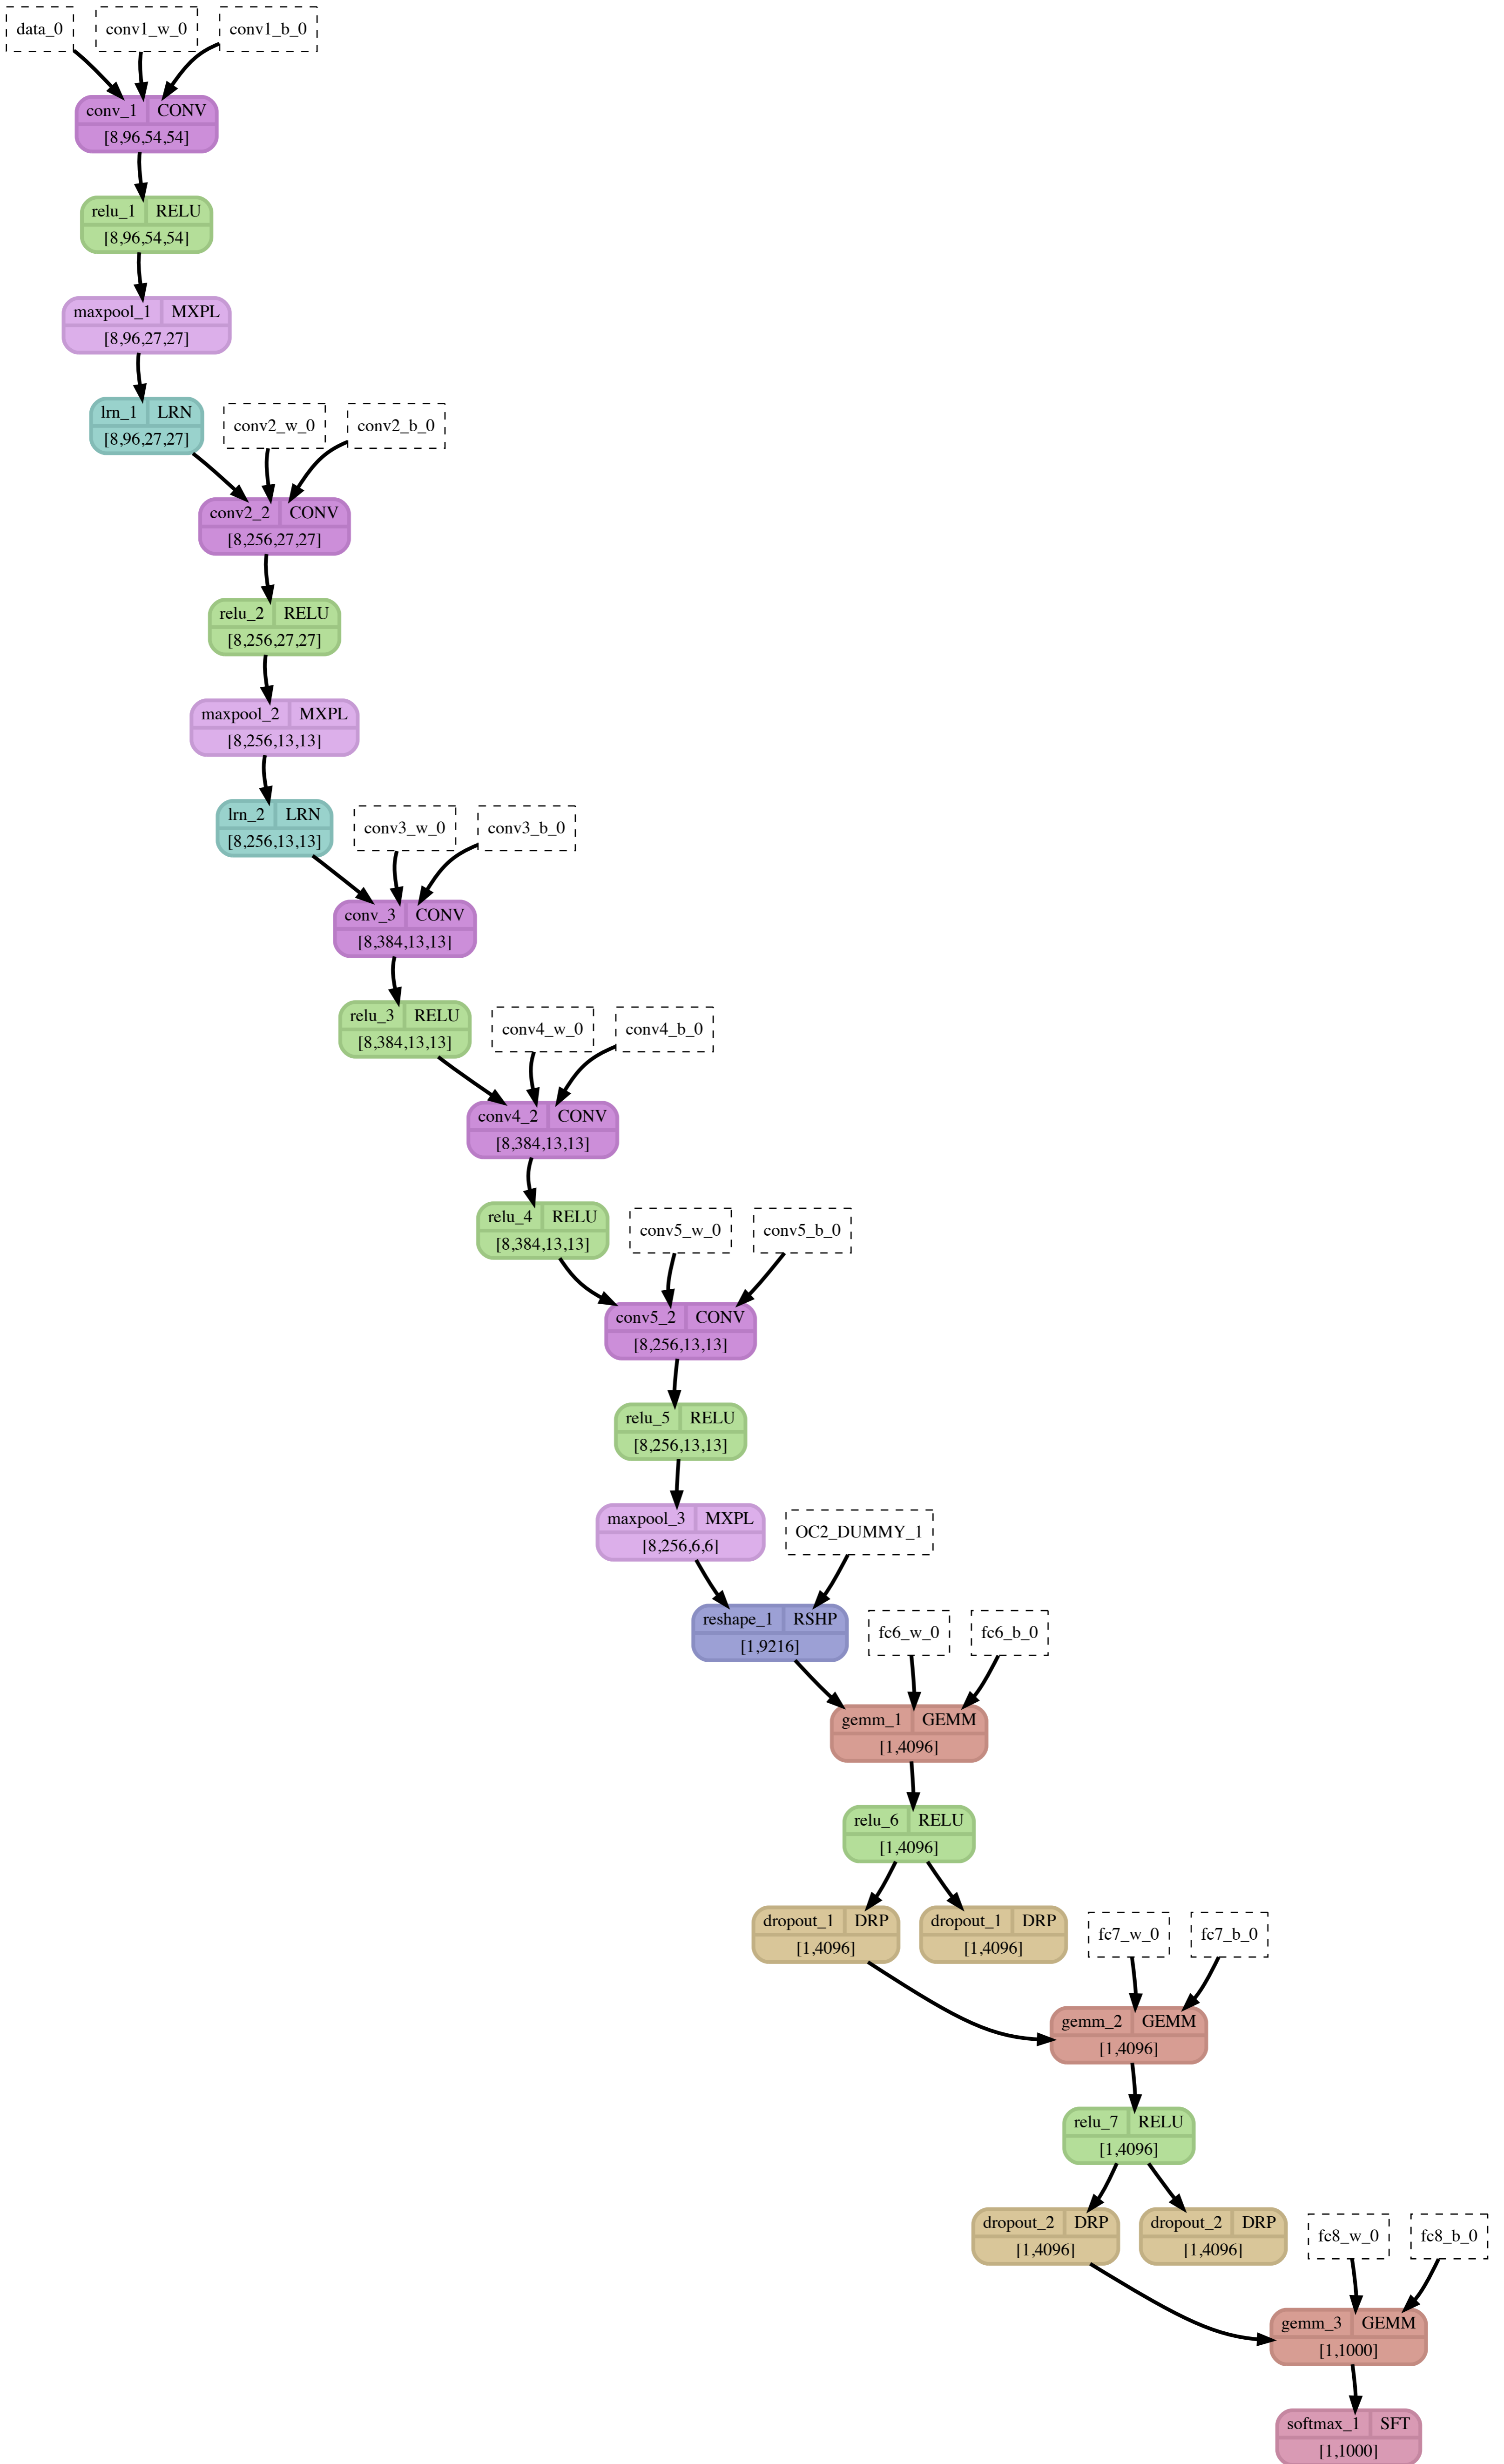 data_0 conv1_w_0 conv1_b_0
conv_1 CONV
[8,96,54,54]
relu_1 RELU
[8,96,54,54]
maxpool_1 MXPL
[8,96,27,27]
lrn_1 LRN
[8,96,27,27]
conv2_w_0 conv2_b_0
conv2_2 CONV
[8,256,27,27]
relu_2 RELU
[8,256,27,27]
maxpool_2 MXPL
[8,256,13,13]
lrn_2 LRN
[8,256,13,13]
conv3_w_0 conv3_b_0
conv_3 CONV
[8,384,13,13]
relu_3 RELU
[8,384,13,13]
conv4_w_0 conv4_b_0
conv4_2 CONV
[8,384,13,13]
relu_4 RELU
[8,384,13,13]
conv5_w_0 conv5_b_0
conv5_2 CONV
[8,256,13,13]
relu_5 RELU
[8,256,13,13]
maxpool_3 MXPL
[8,256,6,6]
OC2_DUMMY_1
reshape_1 RSHP
[1,9216]
fc6_w_0 fc6_b_0
gemm_1 GEMM
[1,4096]
relu_6 RELU
[1,4096]
dropout_1 DRP
[1,4096]
dropout_1 DRP
[1,4096]
fc7_w_0 fc7_b_0
gemm_2 GEMM
[1,4096]
relu_7 RELU
[1,4096]
dropout_2 DRP
[1,4096]
dropout_2 DRP
[1,4096]
fc8_w_0 fc8_b_0
gemm_3 GEMM
[1,1000]
softmax_1 SFT
[1,1000]